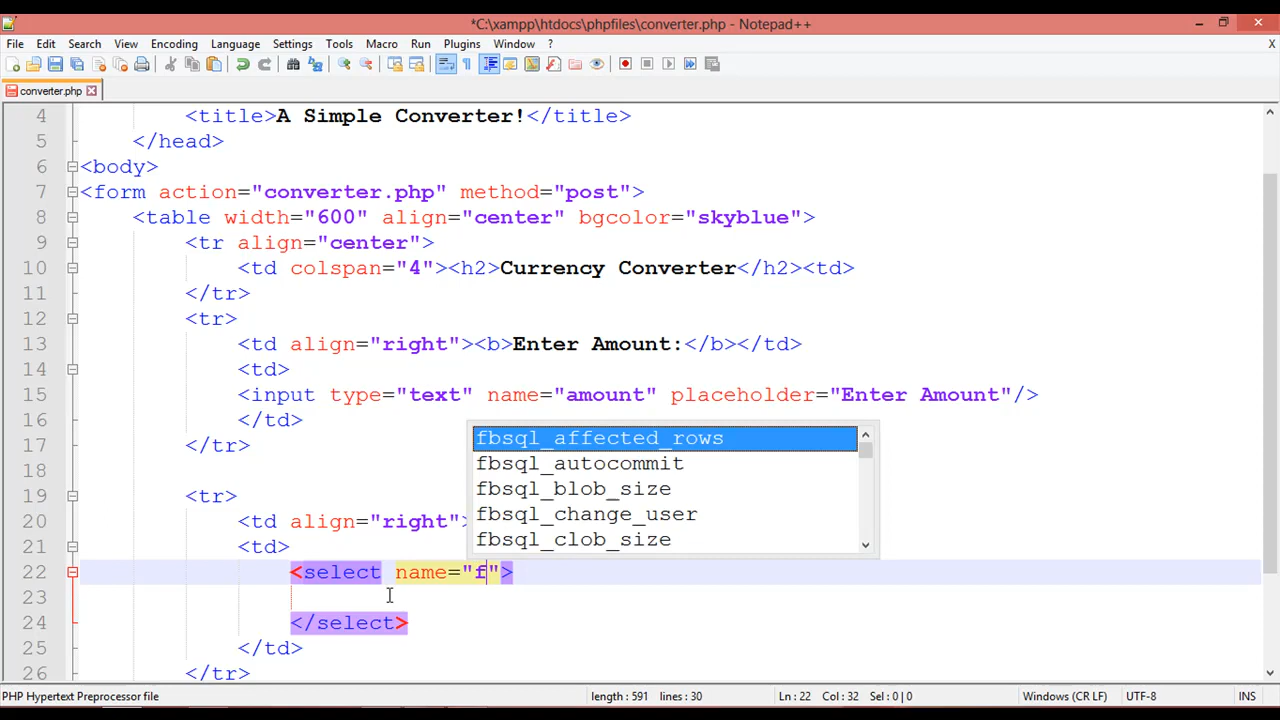 *C:\xampp\htdocs\phpfiles\converter.php - Notepad++
File Edit Search View Encoding Language Settings Tools Macro Run Plugins Window ? X
converter.php
4 <title>A Simple Converter!</title>
5 </head>
6 <body>
7 <form action="converter.php" method="post">
8 <table width="600" align="center" bgcolor="skyblue">
9 <tr align="center">
10 <td colspan="4"><h2>Currency Converter</h2><td>
11 </tr>
12 <tr>
13 <td align="right"><b>Enter Amount:</b></td>
14 <td>
15 <input type="text" name="amount" placeholder="Enter Amount"/>
16 </td>
17 </tr>
18
19 <tr>
20 <td align="right">
21 <td>
22 <select name="f">
23
24 </select>
25 </td>
26 </tr>
fbsql_affected_rows
fbsql_autocommit
fbsql_blob_size
fbsql_change_user
fbsql_clob_size
PHP Hypertext Preprocessor file length : 591 lines : 30 Ln : 22 Col : 32 Sel : 0 | 0 Windows (CR LF) UTF-8 INS